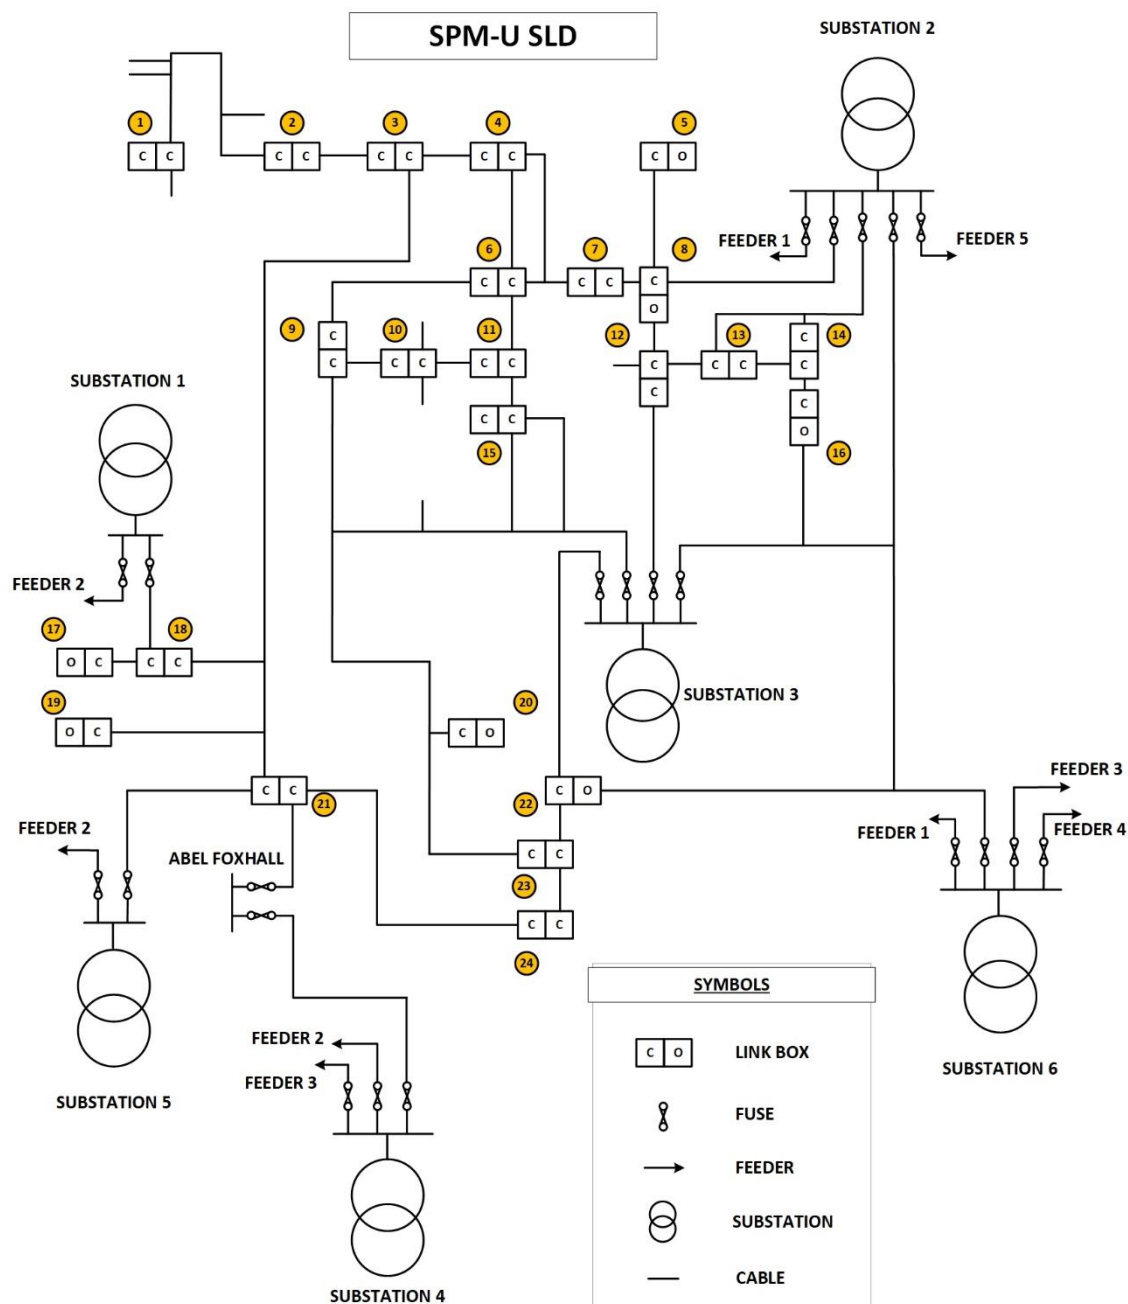 SPM-U SLD
SUBSTATION 2
1
2
3
4
5
C C
C C
C C
C C
C O
FEEDER 1
FEEDER 5
6
7
8
C C
C C
C
O
9
10
11
12
13
14
C
C
C C
C C
C
C
C C
C
C
SUBSTATION 1
C C
15
C
O
16
FEEDER 2
17
18
O C
C C
19
20
SUBSTATION 3
O C
C O
C C
21
22
C O
FEEDER 3
FEEDER 2
FEEDER 1
FEEDER 4
ABEL FOXHALL
C C
23
C C
24
SYMBOLS
C O
LINK BOX
FEEDER 2
SUBSTATION 6
FEEDER 3
SUBSTATION 5
FUSE
FEEDER
SUBSTATION
CABLE
SUBSTATION 4